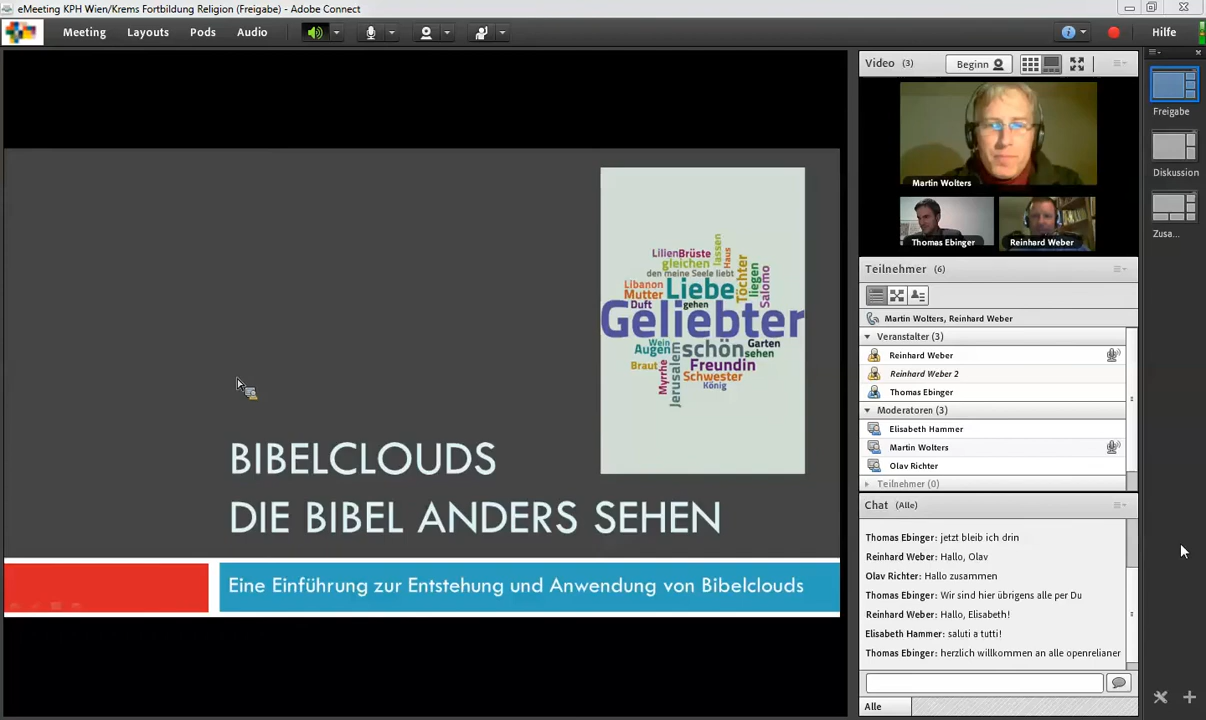 eMeeting KPH Wien/Krems Fortbildung Religion (Freigabe) - Adobe Connect
Meeting Layouts Pods Audio Hilfe
LilienBrüste
lassen
Haus
gleichen
den meine Seele liebt
Töchter
liegen
Salomo
Libanon
Mutter
Liebe
Duft
gehen
Geliebter
Wein
Augen
schön
Garten
sehen
Braut
Myrrhe
Jerusalem
Freundin
Schwester
König
BIBELCLOUDS
DIE BIBEL ANDERS SEHEN
Eine Einführung zur Entstehung und Anwendung von Bibelclouds
Video (3) Beginn
Martin Wolters
Thomas Ebinger
Reinhard Weber
Teilnehmer (6)
Martin Wolters, Reinhard Weber
Veranstalter (3)
Reinhard Weber
Reinhard Weber 2
Thomas Ebinger
Moderatoren (3)
Elisabeth Hammer
Martin Wolters
Olav Richter
Teilnehmer (0)
Chat (Alle)
Thomas Ebinger: jetzt bleib ich drin
Reinhard Weber: Hallo, Olav
Olav Richter: Hallo zusammen
Thomas Ebinger: Wir sind hier übrigens alle per Du
Reinhard Weber: Hallo, Elisabeth!
Elisabeth Hammer: saluti a tutti!
Thomas Ebinger: herzlich willkommen an alle openrelianer
Alle
Freigabe
Diskussion
Zusa...